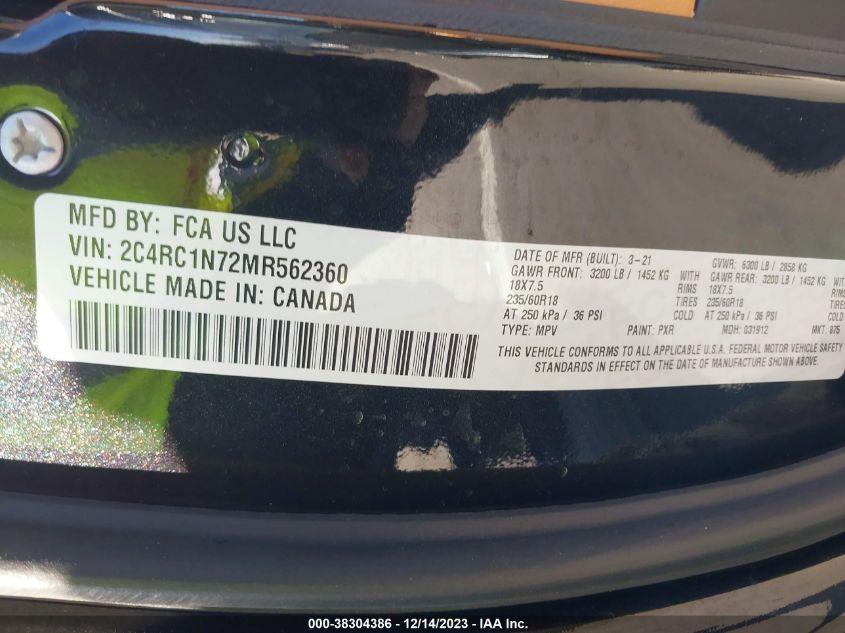 MFD BY: FCA US LLC
VIN: 2C4RC1N72MR562360
VEHICLE MADE IN: CANADA
DATE OF MFR (BUILT): 3-21 GVWR: 6300 LB / 2858 KG
GAWR FRONT: 3200 LB / 1452 KG WITH GAWR REAR: 3200 LB / 1452 KG WITH
18X7.5 RIMS 18X7.5 RIMS
235/60R18 TIRES 235/60R18 TIRES
AT 250 kPa / 36 PSI COLD AT 250 kPa / 36 PSI COLD
TYPE: MPV PAINT: PXR MDH: 031912 MKT: 875
THIS VEHICLE CONFORMS TO ALL APPLICABLE U.S.A. FEDERAL MOTOR VEHICLE SAFETY
STANDARDS IN EFFECT ON THE DATE OF MANUFACTURE SHOWN ABOVE.
000-38304386 - 12/14/2023 - IAA Inc.